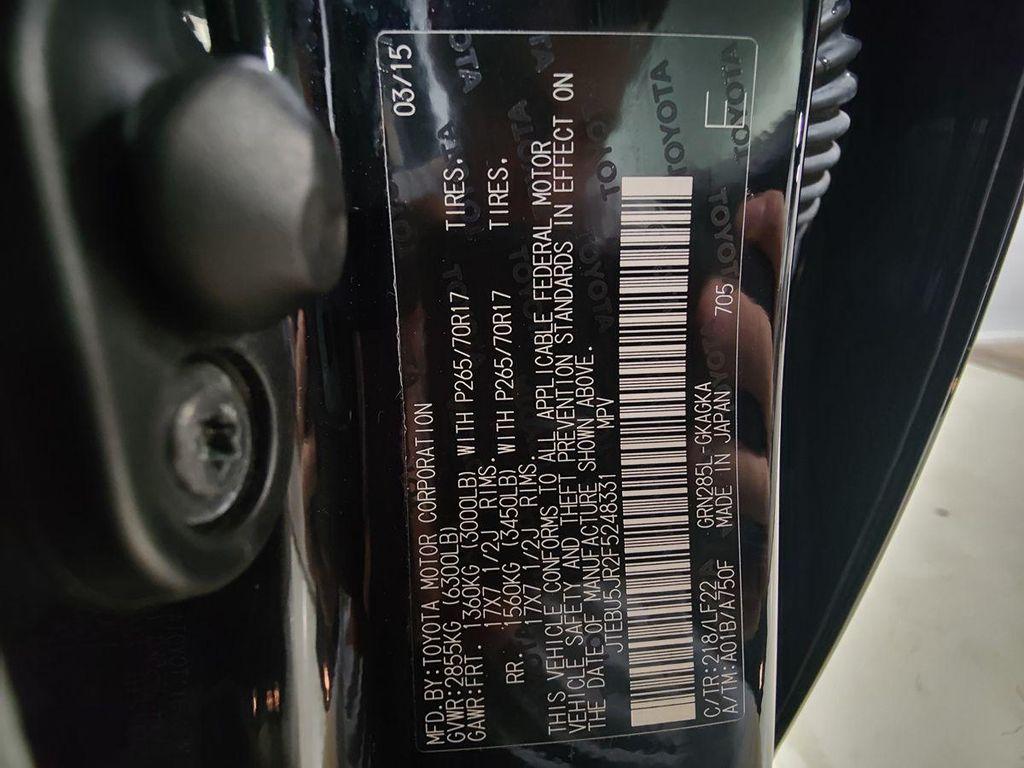 MFD.BY:TOYOTA MOTOR CORPORATION 03/15
GVWR:2855KG (6300LB)
GAWR:FRT. 1360KG (3000LB) WITH P265/70R17 TIRES.
17X7 1/2J RIMS.
RR. 1560KG (3450LB) WITH P265/70R17 TIRES.
17X7 1/2J RIMS.
THIS VEHICLE CONFORMS TO ALL APPLICABLE FEDERAL MOTOR
VEHICLE SAFETY AND THEFT PREVENTION STANDARDS IN EFFECT ON
THE DATE OF MANUFACTURE SHOWN ABOVE.
JTEBU5JR2F5248331 MPV
C/TR:218/LF22 GRN285L-GKAGKA
A/TM:A01B/A750F MADE IN JAPAN 705
TOYOTA
TOYOTA
TOYOTA
TOYOTA